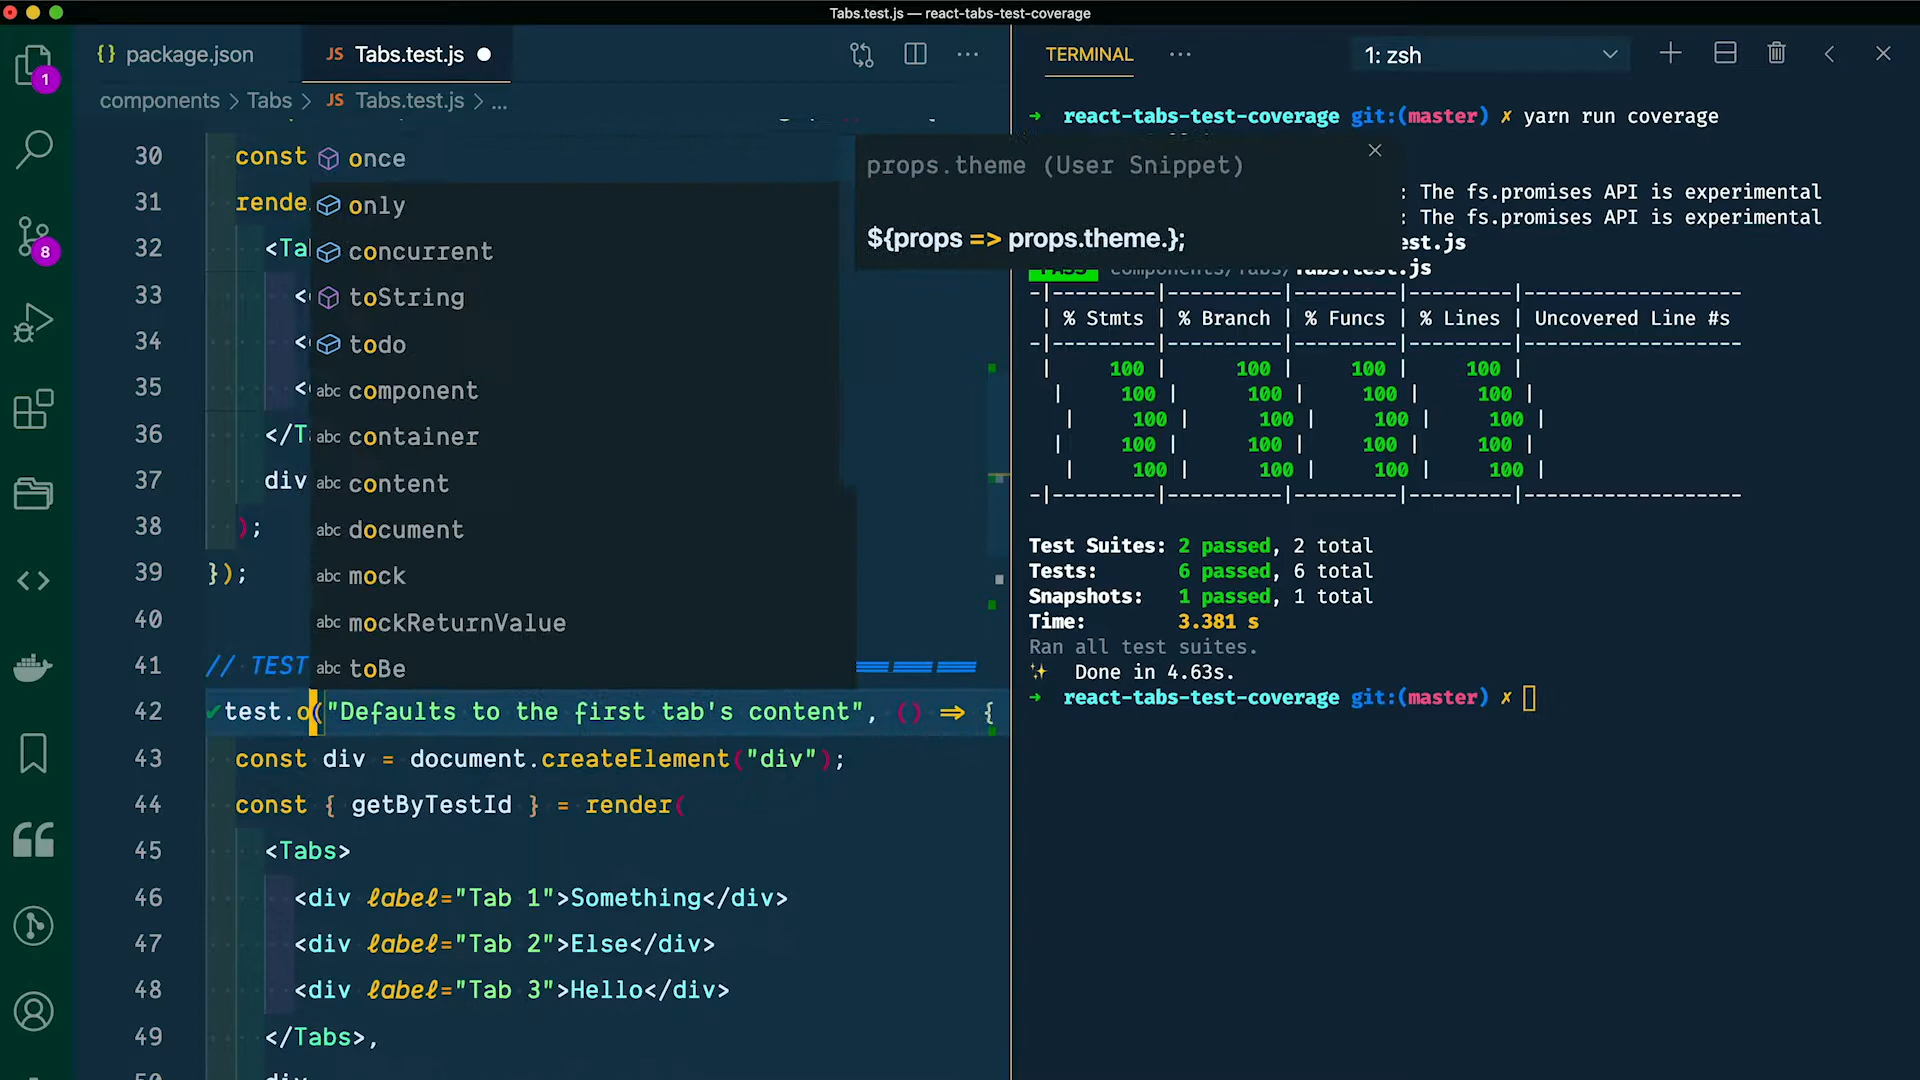 Tabs.test.js — react-tabs-test-coverage
1
{} package.json
JS Tabs.test.js
TERMINAL
1: zsh
components > Tabs > JS Tabs.test.js > ...
8
30 const
31 rende
32 <Ta
33 <
34 <
35 <
36 </T
37 div
38 );
39 });
40
41 // TEST
42 test.o("Defaults to the first tab's content", () => {
43 const div = document.createElement("div");
44 const { getByTestId } = render(
45 <Tabs>
46 <div label="Tab 1">Something</div>
47 <div label="Tab 2">Else</div>
48 <div label="Tab 3">Hello</div>
49 </Tabs>,
once
only
concurrent
toString
todo
abc component
abc container
abc content
abc document
abc mock
abc mockReturnValue
abc toBe
props.theme (User Snippet)
${props => props.theme.};
➜ react-tabs-test-coverage git:(master) ✗ yarn run coverage
: The fs.promises API is experimental
: The fs.promises API is experimental
est.js
PASS components/Tabs/Tabs.test.js
-|---------|----------|---------|---------|-------------------
| % Stmts | % Branch | % Funcs | % Lines | Uncovered Line #s
-|---------|----------|---------|---------|-------------------
| 100 | 100 | 100 | 100 |
| 100 | 100 | 100 | 100 |
| 100 | 100 | 100 | 100 |
| 100 | 100 | 100 | 100 |
| 100 | 100 | 100 | 100 |
-|---------|----------|---------|---------|-------------------
Test Suites: 2 passed, 2 total
Tests: 6 passed, 6 total
Snapshots: 1 passed, 1 total
Time: 3.381 s
Ran all test suites.
✨ Done in 4.63s.
➜ react-tabs-test-coverage git:(master) ✗